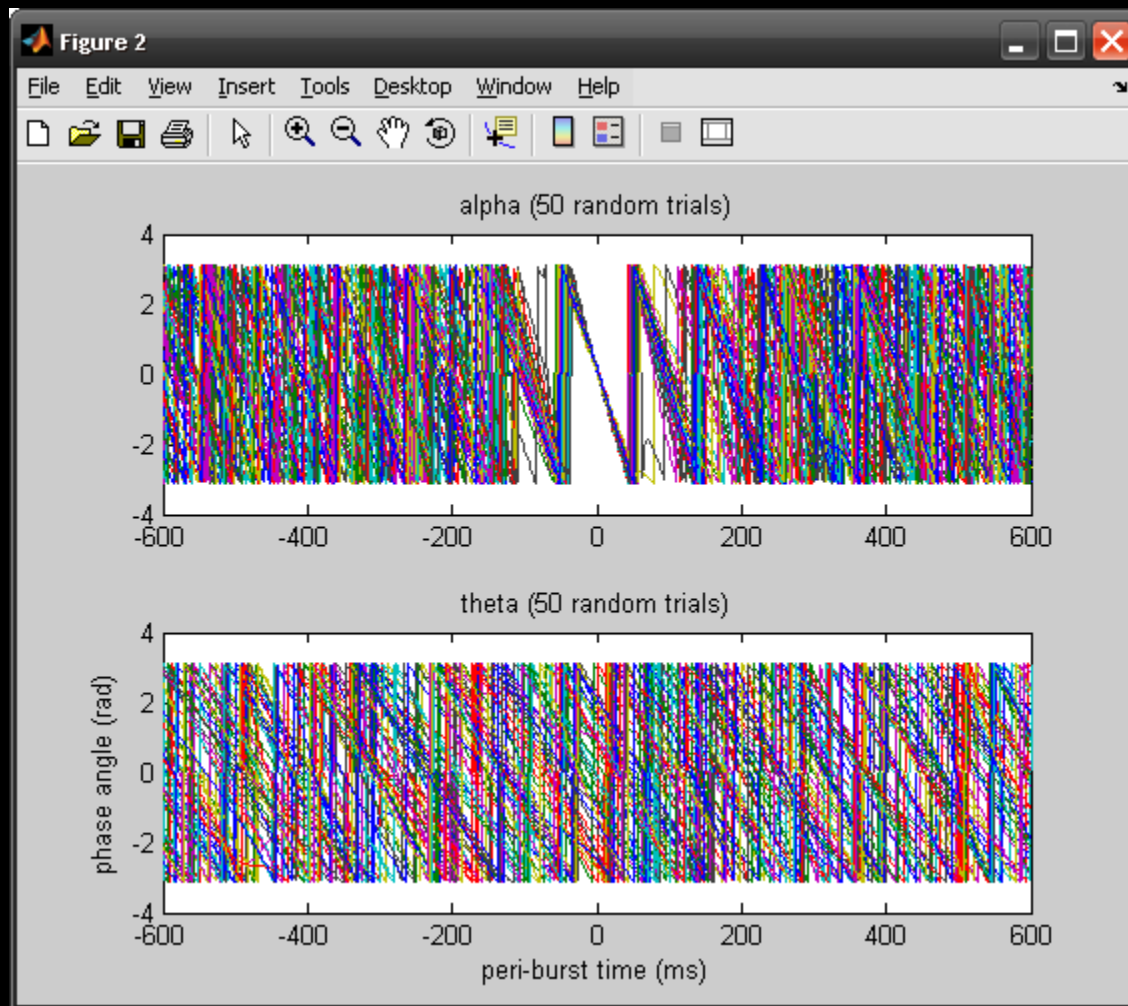 Figure 2
File Edit View Insert Tools Desktop Window Help
alpha (50 random trials)
4
2
0
-2
-4
-600 -400 -200 0 200 400 600
theta (50 random trials)
phase angle (rad)
4
2
0
-2
-4
-600 -400 -200 0 200 400 600
peri-burst time (ms)